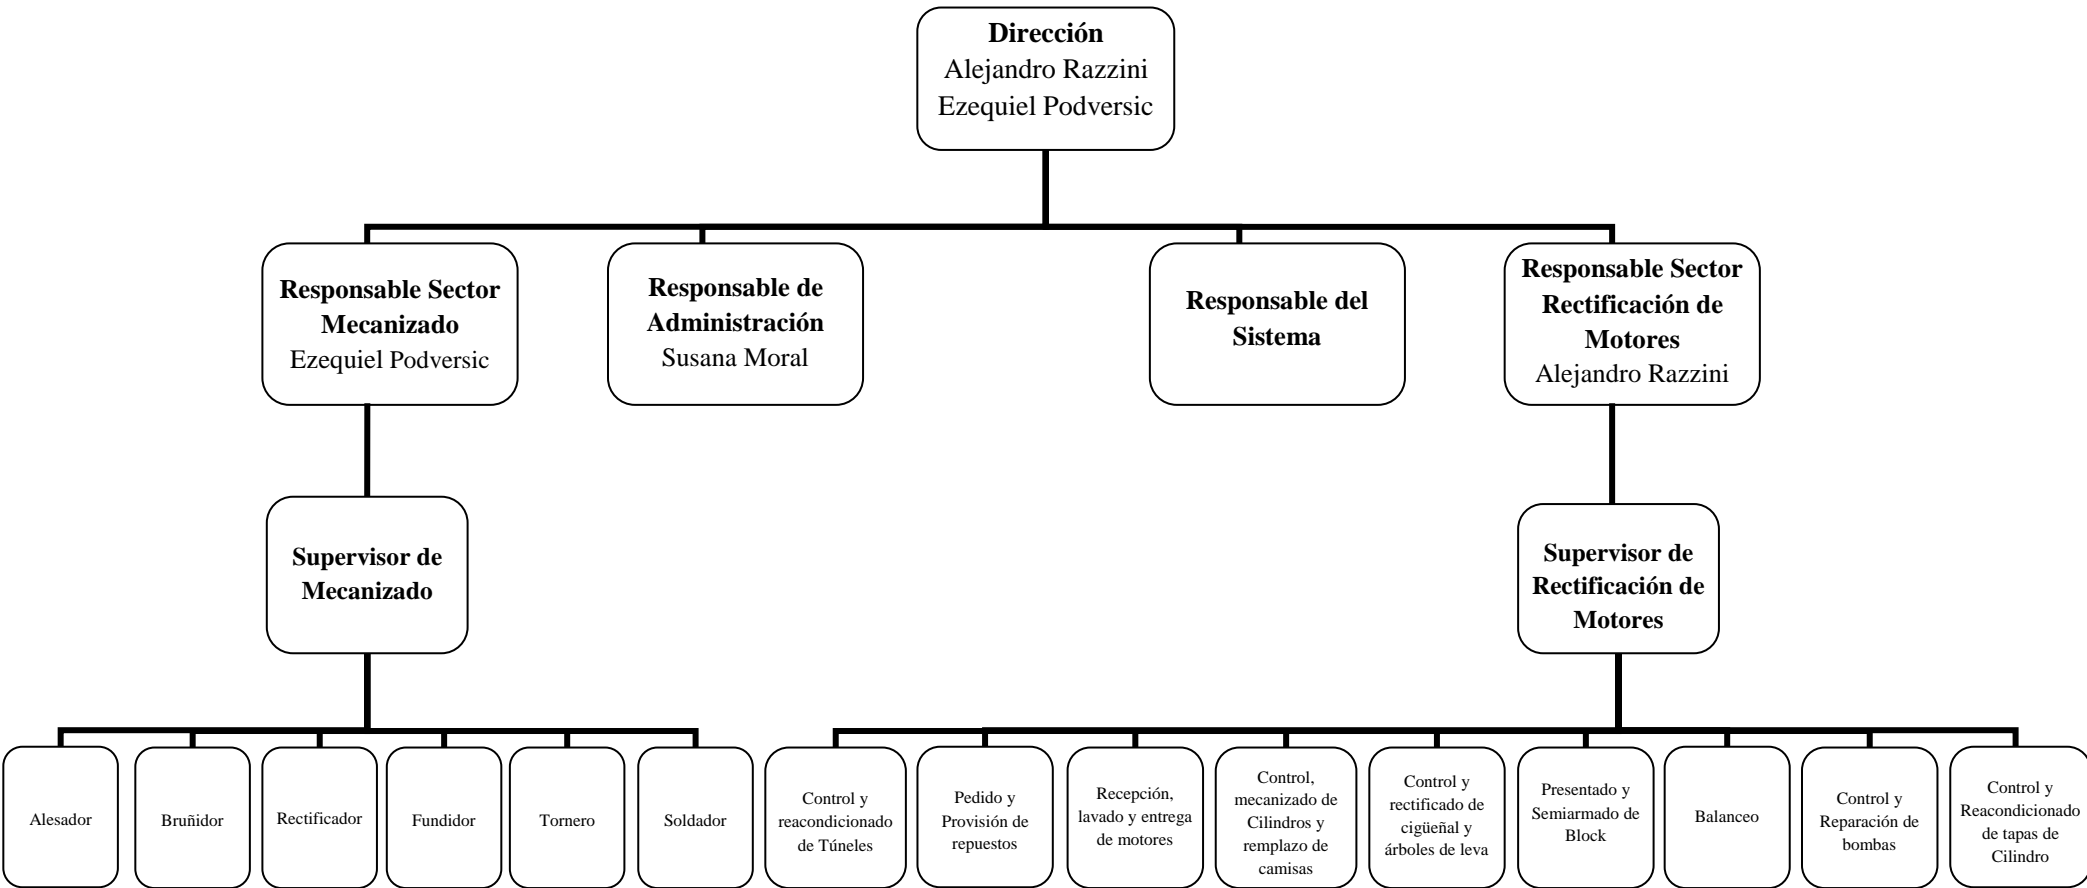 Dirección
Alejandro Razzini
Ezequiel Podversic
Responsable Sector
Mecanizado
Ezequiel Podversic
Responsable de
Administración
Susana Moral
Responsable del
Sistema
Responsable Sector
Rectificación de
Motores
Alejandro Razzini
Supervisor de
Mecanizado
Supervisor de
Rectificación de
Motores
Alesador
Bruñidor
Rectificador
Fundidor
Tornero
Soldador
Control y
reacondicionado
de Túneles
Pedido y
Provisión de
repuestos
Recepción,
lavado y entrega
de motores
Control,
mecanizado de
Cilindros y
remplazo de
camisas
Control y
rectificado de
cigüeñal y
árboles de leva
Presentado y
Semiarmado de
Block
Balanceo
Control y
Reparación de
bombas
Control y
Reacondicionado
de tapas de
Cilindro